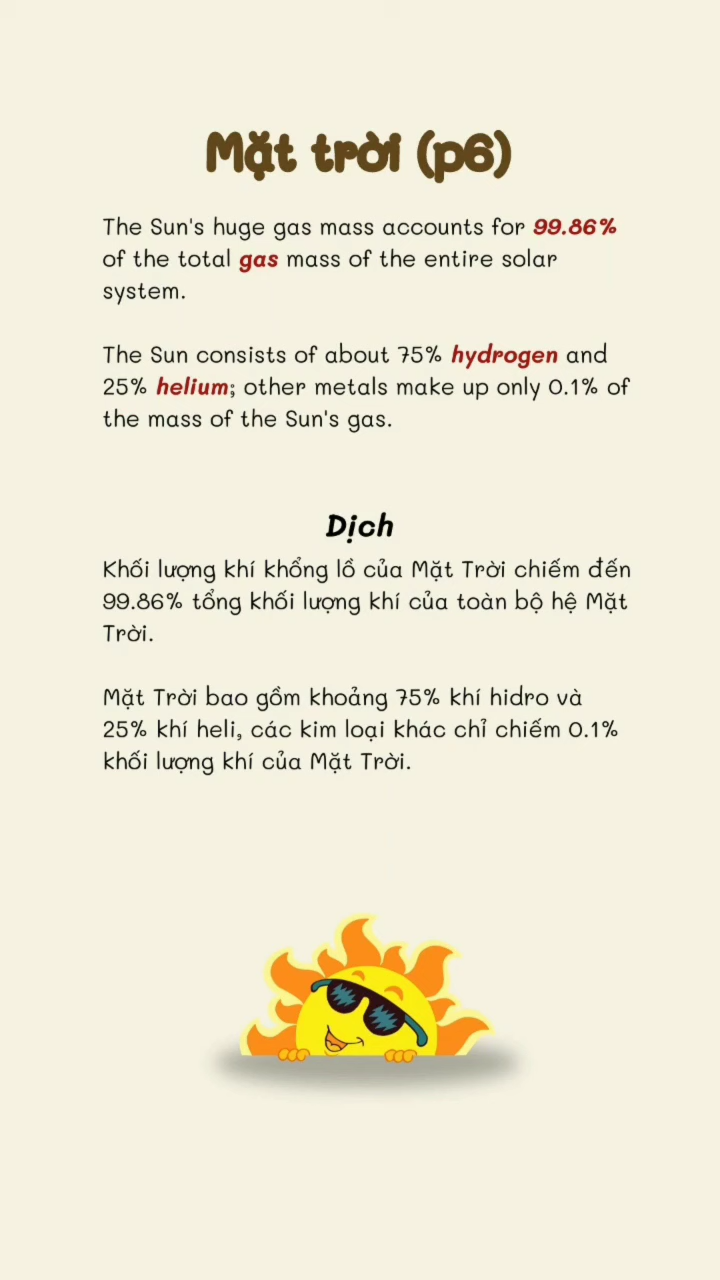 Mặt trời (p6)
The Sun's huge gas mass accounts for 99.86%
of the total gas mass of the entire solar
system.
The Sun consists of about 75% hydrogen and
25% helium; other metals make up only 0.1% of
the mass of the Sun's gas.
Dịch
Khối lượng khí khổng lồ của Mặt Trời chiếm đến
99.86% tổng khối lượng khí của toàn bộ hệ Mặt
Trời.
Mặt Trời bao gồm khoảng 75% khí hidro và
25% khí heli, các kim loại khác chỉ chiếm 0.1%
khối lượng khí của Mặt Trời.